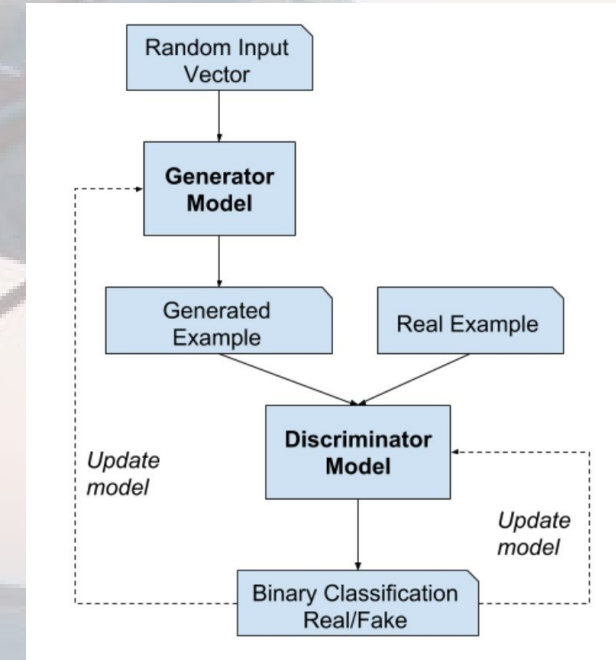 Random Input
Vector
Generator
Model
Generated
Example
Real Example
Discriminator
Model
Update
model
Update
model
Binary Classification
Real/Fake